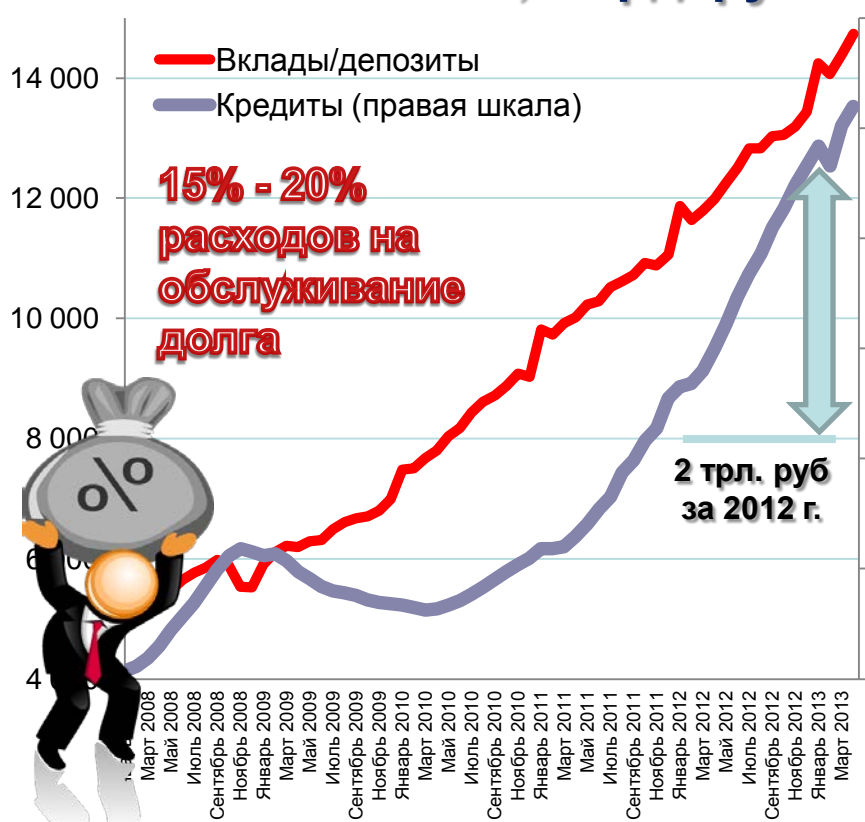 Вклады/депозиты
Кредиты (правая шкала)
14 000
12 000
10 000
8 000
15% - 20%
расходов на
обслуживание
долга
%
2 трл. руб
за 2012 г.
Март 2008
Май 2008
Июль 2008
Сентябрь 2008
Ноябрь 2008
Январь 2009
Март 2009
Май 2009
Июль 2009
Сентябрь 2009
Ноябрь 2009
Январь 2010
Март 2010
Май 2010
Июль 2010
Сентябрь 2010
Ноябрь 2010
Январь 2011
Март 2011
Май 2011
Июль 2011
Сентябрь 2011
Ноябрь 2011
Январь 2012
Март 2012
Май 2012
Июль 2012
Сентябрь 2012
Ноябрь 2012
Январь 2013
Март 2013